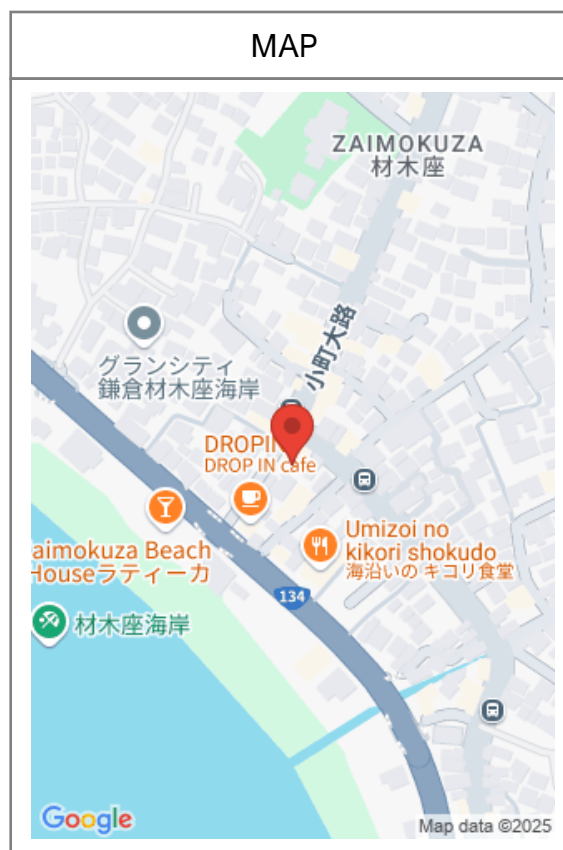 MAP
ZAIMOKUZA
材木座
小町大路
グランシティ
鎌倉材木座海岸
DROPIN
DROP IN cafe
Umizoi no
kikori shokudo
海沿いの キコリ食堂
aimokuza Beach
Houseラティーカ
134
材木座海岸
Google
Map data ©2025